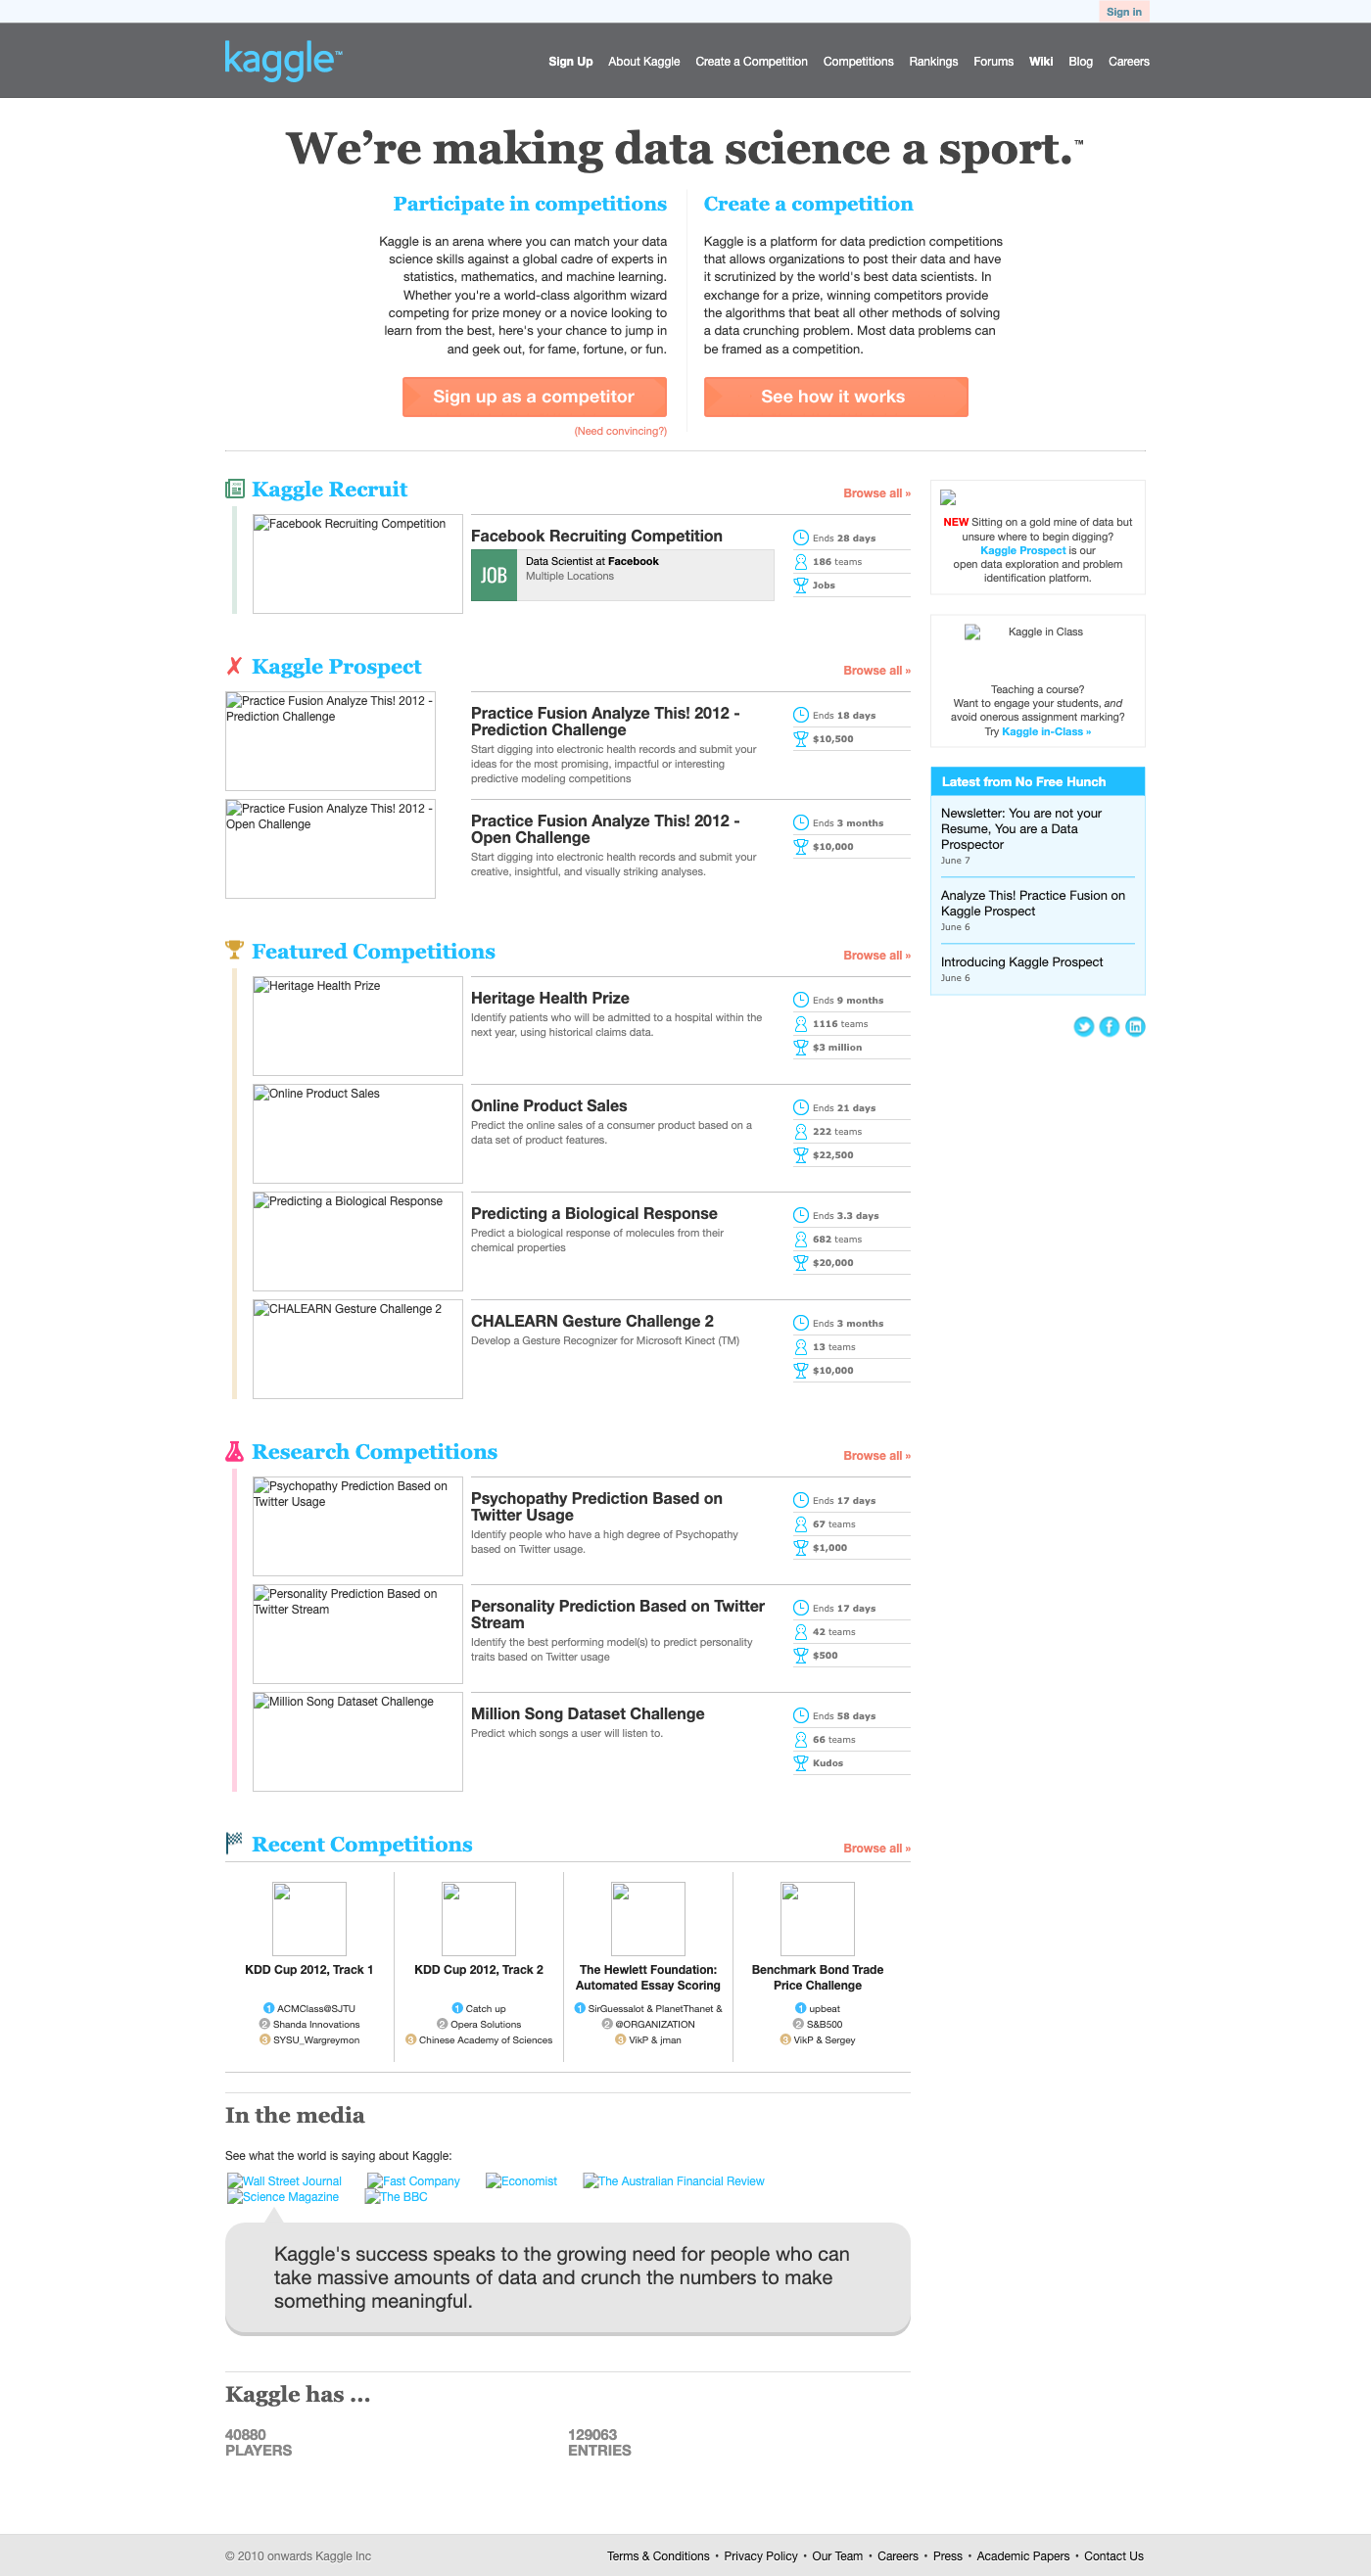 Sign in
kaggle™
Sign Up About Kaggle Create a Competition Competitions Rankings Forums Wiki Blog Careers
We're making data science a sport.™
Participate in competitions
Kaggle is an arena where you can match your data
science skills against a global cadre of experts in
statistics, mathematics, and machine learning.
Whether you're a world-class algorithm wizard
competing for prize money or a novice looking to
learn from the best, here's your chance to jump in
and geek out, for fame, fortune, or fun.
Sign up as a competitor
(Need convincing?)
Create a competition
Kaggle is a platform for data prediction competitions
that allows organizations to post their data and have
it scrutinized by the world's best data scientists. In
exchange for a prize, winning competitors provide
the algorithms that beat all other methods of solving
a data crunching problem. Most data problems can
be framed as a competition.
See how it works
Kaggle Recruit
Browse all »
Facebook Recruiting Competition
Facebook Recruiting Competition
JOB
Data Scientist at Facebook
Multiple Locations
Ends 28 days
186 teams
Jobs
Kaggle Prospect
Browse all »
Practice Fusion Analyze This! 2012 -
Prediction Challenge
Practice Fusion Analyze This! 2012 -
Prediction Challenge
Start digging into electronic health records and submit your
ideas for the most promising, impactful or interesting
predictive modeling competitions
Ends 18 days
$10,500
Practice Fusion Analyze This! 2012 -
Open Challenge
Practice Fusion Analyze This! 2012 -
Open Challenge
Start digging into electronic health records and submit your
creative, insightful, and visually striking analyses.
Ends 3 months
$10,000
Featured Competitions
Browse all »
Heritage Health Prize
Heritage Health Prize
Identify patients who will be admitted to a hospital within the
next year, using historical claims data.
Ends 9 months
1116 teams
$3 million
Online Product Sales
Online Product Sales
Predict the online sales of a consumer product based on a
data set of product features.
Ends 21 days
222 teams
$22,500
Predicting a Biological Response
Predicting a Biological Response
Predict a biological response of molecules from their
chemical properties
Ends 3.3 days
682 teams
$20,000
CHALEARN Gesture Challenge 2
CHALEARN Gesture Challenge 2
Develop a Gesture Recognizer for Microsoft Kinect (TM)
Ends 3 months
13 teams
$10,000
Research Competitions
Browse all »
Psychopathy Prediction Based on
Twitter Usage
Psychopathy Prediction Based on
Twitter Usage
Identify people who have a high degree of Psychopathy
based on Twitter usage.
Ends 17 days
67 teams
$1,000
Personality Prediction Based on
Twitter Stream
Personality Prediction Based on Twitter
Stream
Identify the best performing model(s) to predict personality
traits based on Twitter usage
Ends 17 days
42 teams
$500
Million Song Dataset Challenge
Million Song Dataset Challenge
Predict which songs a user will listen to.
Ends 58 days
66 teams
Kudos
Recent Competitions
Browse all »
KDD Cup 2012, Track 1
1 ACMClass@SJTU
2 Shanda Innovations
3 SYSU_Wargreymon
KDD Cup 2012, Track 2
1 Catch up
2 Opera Solutions
3 Chinese Academy of Sciences
The Hewlett Foundation:
Automated Essay Scoring
1 SirGuessalot & PlanetThanet &
2 @ORGANIZATION
3 VikP & jman
Benchmark Bond Trade
Price Challenge
1 upbeat
2 S&B500
3 VikP & Sergey
In the media
See what the world is saying about Kaggle:
Wall Street Journal Fast Company Economist The Australian Financial Review
Science Magazine The BBC
Kaggle's success speaks to the growing need for people who can
take massive amounts of data and crunch the numbers to make
something meaningful.
Kaggle has ...
40880
PLAYERS
129063
ENTRIES
NEW Sitting on a gold mine of data but
unsure where to begin digging?
Kaggle Prospect is our
open data exploration and problem
identification platform.
Kaggle in Class
Teaching a course?
Want to engage your students, and
avoid onerous assignment marking?
Try Kaggle in-Class »
Latest from No Free Hunch
Newsletter: You are not your
Resume, You are a Data
Prospector
June 7
Analyze This! Practice Fusion on
Kaggle Prospect
June 6
Introducing Kaggle Prospect
June 6
© 2010 onwards Kaggle Inc
Terms & Conditions • Privacy Policy • Our Team • Careers • Press • Academic Papers • Contact Us